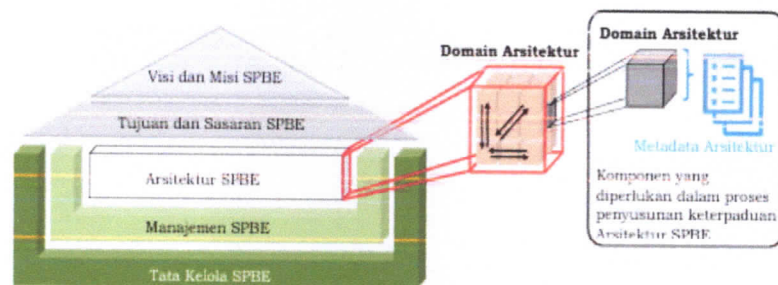 Visi dan Misi SPBE
Tujuan dan Sasaran SPBE
Arsitektur SPBE
Manajemen SPBE
Tata Kelola SPBE
Domain Arsitektur
Domain Arsitektur
Metadata Arsitektur
Komponen yang
diperlukan dalam proses
penyusunan keterpaduan
Arsitektur SPBE